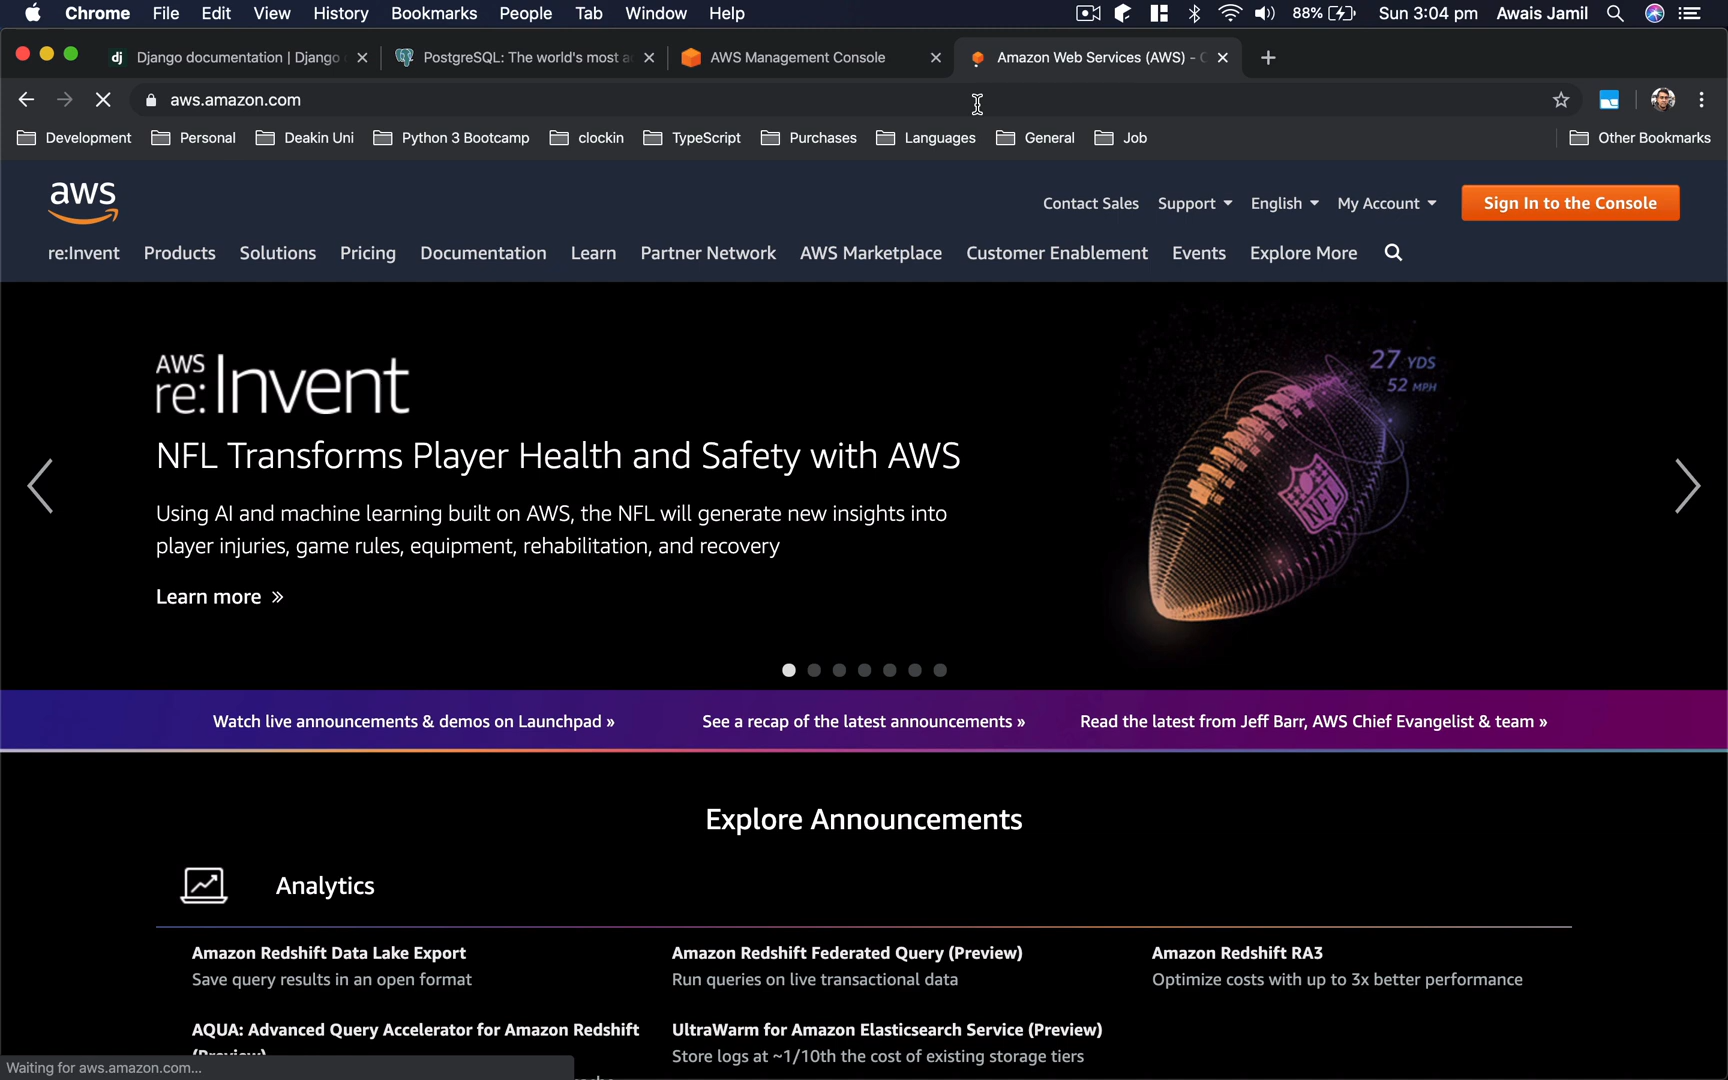 Chrome File Edit View History Bookmarks People Tab Window Help 88% Sun 3:04 pm Awais Jamil
dj Django documentation | Django PostgreSQL: The world's most AWS Management Console Amazon Web Services (AWS) -
aws.amazon.com
Development Personal Deakin Uni Python 3 Bootcamp clockin TypeScript Purchases Languages General Job Other Bookmarks
aws
Contact Sales Support English My Account Sign In to the Console
re:Invent Products Solutions Pricing Documentation Learn Partner Network AWS Marketplace Customer Enablement Events Explore More
AWS
re:Invent
27 YDS
52 MPH
NFL
NFL Transforms Player Health and Safety with AWS
Using AI and machine learning built on AWS, the NFL will generate new insights into
player injuries, game rules, equipment, rehabilitation, and recovery
Learn more »
Watch live announcements & demos on Launchpad » See a recap of the latest announcements » Read the latest from Jeff Barr, AWS Chief Evangelist & team »
Explore Announcements
Analytics
Amazon Redshift Data Lake Export Amazon Redshift Federated Query (Preview) Amazon Redshift RA3
Save query results in an open format Run queries on live transactional data Optimize costs with up to 3x better performance
AQUA: Advanced Query Accelerator for Amazon Redshift UltraWarm for Amazon Elasticsearch Service (Preview)
(Preview)
Store logs at ~1/10th the cost of existing storage tiers
Waiting for aws.amazon.com...